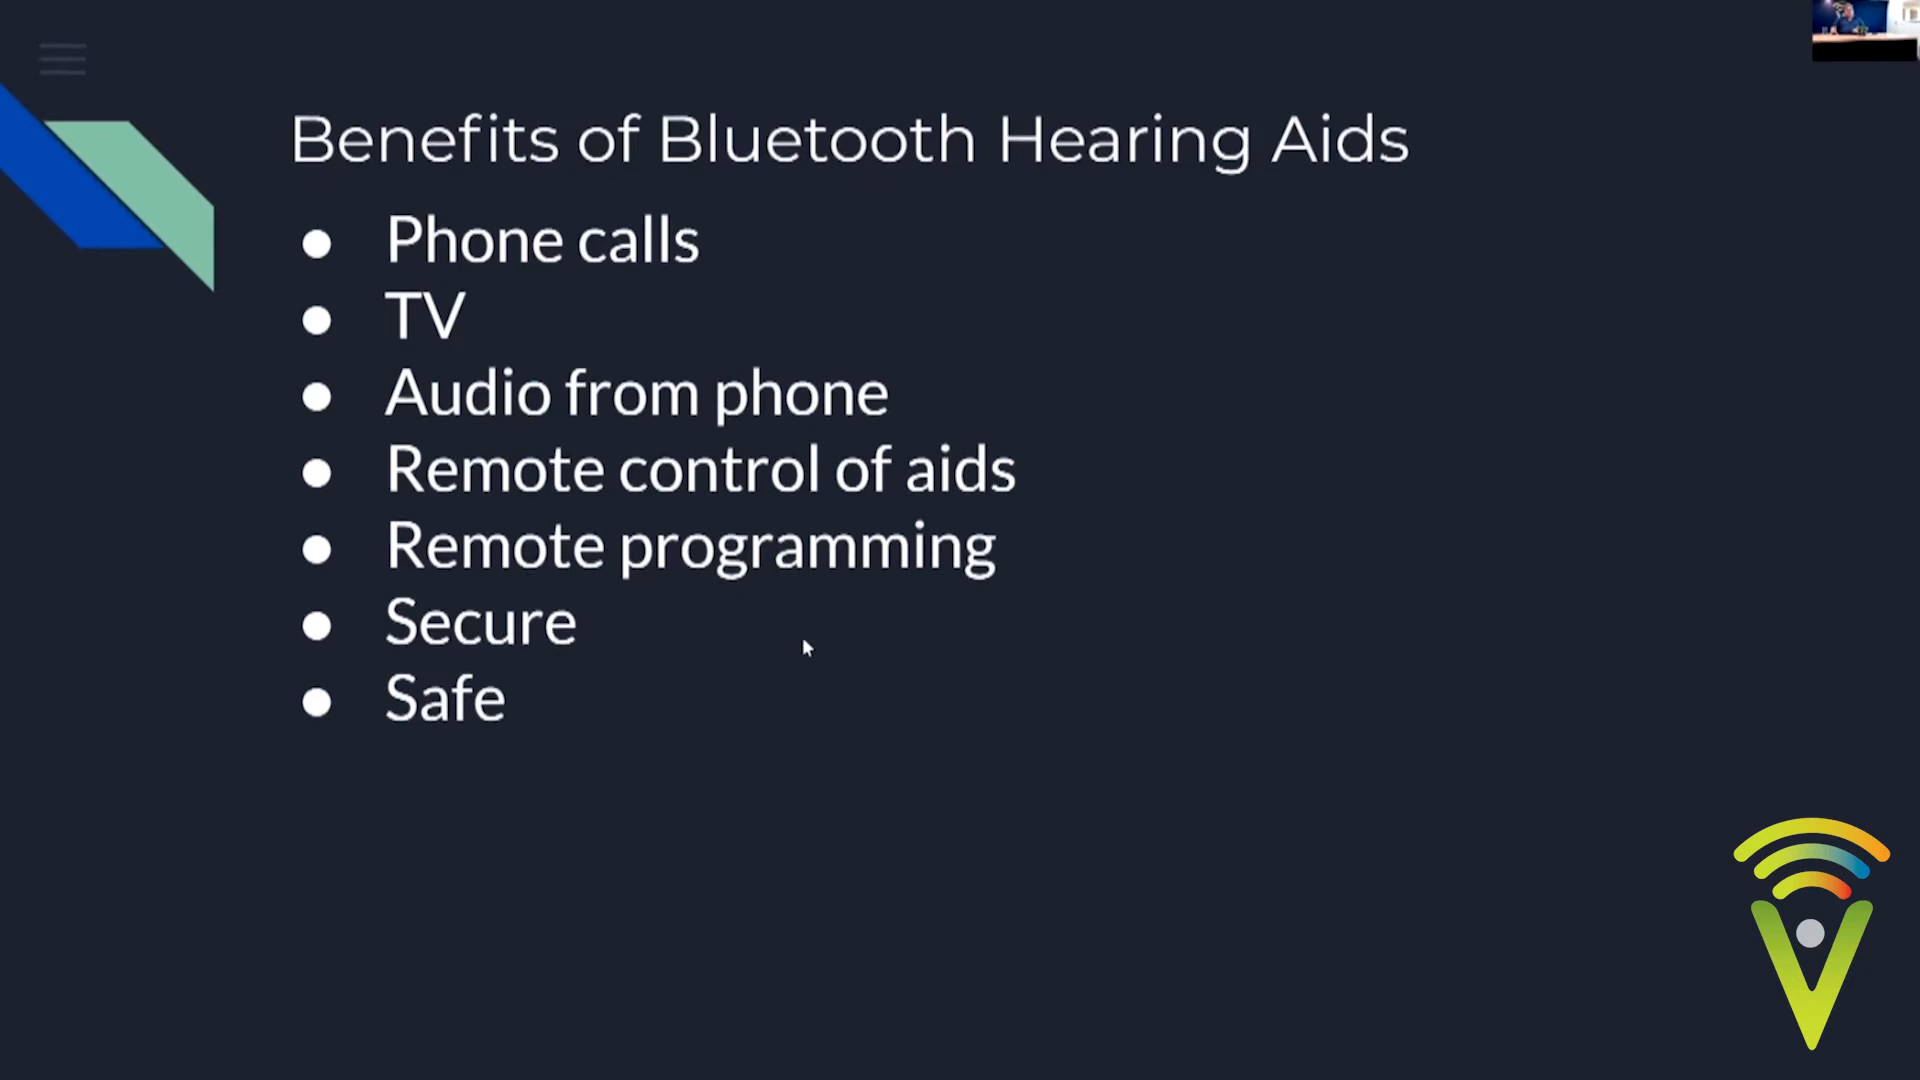 Benefits of Bluetooth Hearing Aids
Phone calls
TV
Audio from phone
Remote control of aids
Remote programming
Secure
Safe